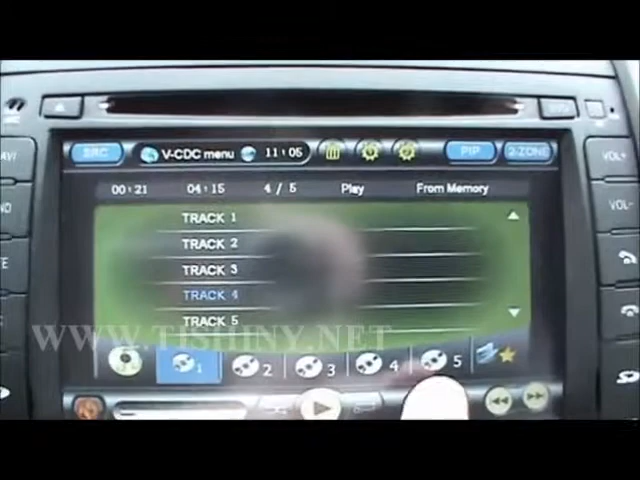 SRC V-CDC menu 11:05 PIP 2-ZONE
VOL+
00:21 04:15 4 / 5 Play From Memory
TRACK 1
TRACK 2
VOL-
TRACK 3
TRACK 4
TRACK 5
WWW.TISHINY.NET
1 2 3 4 5